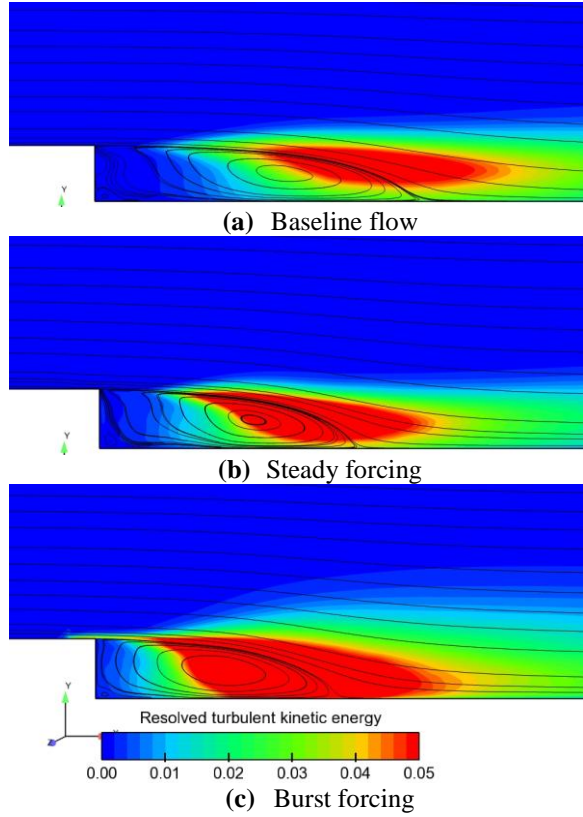 Y
(a) Baseline flow
Y
(b) Steady forcing
Y
Z
Resolved turbulent kinetic energy
0.00 0.01 0.02 0.03 0.04 0.05
(c) Burst forcing